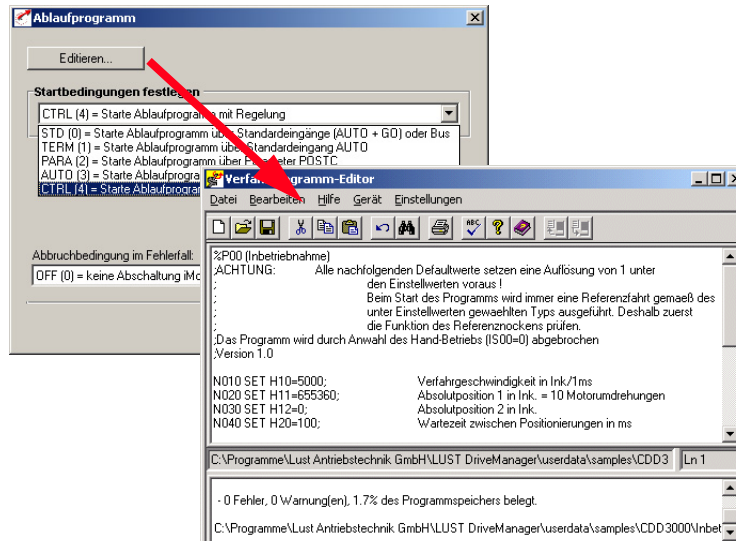 Ablaufprogramm
Editieren...
Startbedingungen festlegen
CTRL (4) = Starte Ablaufprogramm mit Regelung
STD (0) = Starte Ablaufprogramm über Standardeingänge (AUTO + GO) oder Bus
TERM (1) = Starte Ablaufprogramm über Standardeingang AUTO
PARA (2) = Starte Ablaufprogramm über Parameter POSTC
AUTO (3) = Starte Ablaufprogra
CTRL (4) = Starte Ablaufprogram
Abbruchbedingung im Fehlerfall:
OFF (0) = keine Abschaltung iMo
Verfahrprogramm-Editor
Datei Bearbeiten Hilfe Gerät Einstellungen
%P00 (Inbetriebnahme)
;ACHTUNG: Alle nachfolgenden Defaultwerte setzen eine Auflösung von 1 unter
; den Einstellwerten voraus !
; Beim Start des Programms wird immer eine Referenzfahrt gemaeß des
; unter Einstellwerten gewaehlten Typs ausgeführt. Deshalb zuerst
; die Funktion des Referenznockens prüfen.
;Das Programm wird durch Anwahl des Hand-Betriebs (IS00=0) abgebrochen
;Version 1.0
N010 SET H10=5000; Verfahrgeschwindigkeit in Ink/1ms
N020 SET H11=655360; Absolutposition 1 in Ink. = 10 Motorumdrehungen
N030 SET H12=0; Absolutposition 2 in Ink.
N040 SET H20=100; Wartezeit zwischen Positionierungen in ms
C:\Programme\Lust Antriebstechnik GmbH\LUST DriveManager\userdata\samples\CDD3 Ln 1
- 0 Fehler, 0 Warnung(en), 1.7% des Programmspeichers belegt.
C:\Programme\Lust Antriebstechnik GmbH\LUST DriveManager\userdata\samples\CDD3000\Inbet